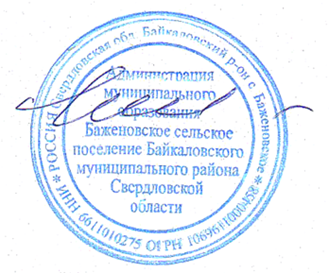 * РОССИЯ Свердловская обл. Байкаловский р-он с. Баженовское *
ИНН 6611010275 ОГРН 1069611000458
Администрация
муниципального
образования
Баженовское сельское
поселение Байкаловского
муниципального района
Свердловской
области